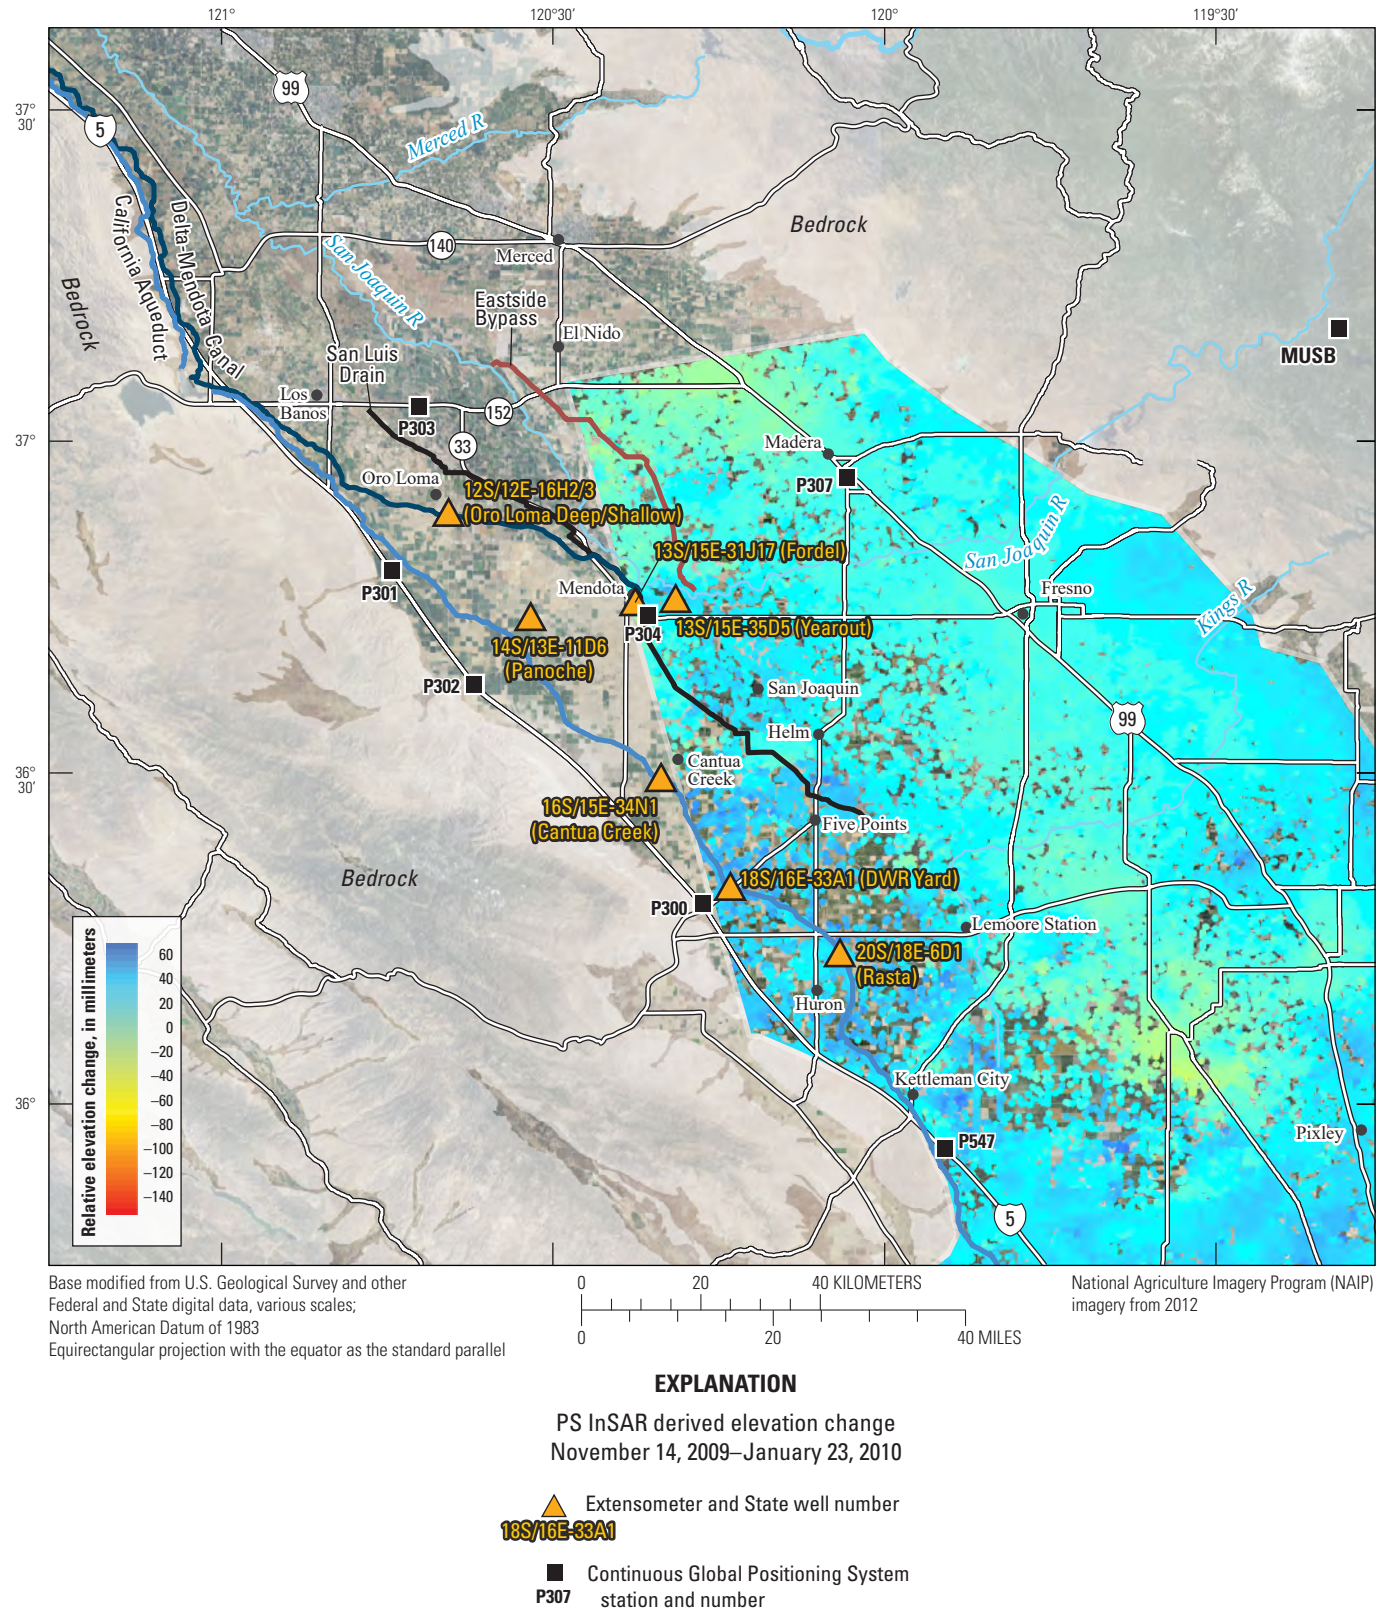 121°
120°30'
120°
119°30'
37°
30'
37°
36°
30'
36°
99
5
Merced R
140
Merced
San Joaquin R
Bedrock
Bedrock
California Aqueduct
Delta-Mendota Canal
Eastside
Bypass
El Nido
MUSB
San Luis
Drain
Los
Banos
P303
152
33
Madera
P307
Oro Loma
12S/12E-16H2/3
(Oro Loma Deep/Shallow)
13S/15E-31J17 (Fordel)
San Joaquin R
P301
Mendota
Fresno
Kings R
P304
13S/15E-35D5 (Yearout)
14S/13E-11D6
(Panoche)
P302
San Joaquin
99
Helm
Cantua
Creek
16S/15E-34N1
(Cantua Creek)
Five Points
Bedrock
18S/16E-33A1 (DWR Yard)
P300
Lemoore Station
20S/18E-6D1
(Rasta)
Huron
Kettleman City
P547
Pixley
5
Relative elevation change, in millimeters
60
40
20
0
–20
–40
–60
–80
–100
–120
–140
Base modified from U.S. Geological Survey and other
Federal and State digital data, various scales;
North American Datum of 1983
Equirectangular projection with the equator as the standard parallel
0 20 40 KILOMETERS
0 20 40 MILES
National Agriculture Imagery Program (NAIP)
imagery from 2012
EXPLANATION
PS InSAR derived elevation change
November 14, 2009–January 23, 2010
Extensometer and State well number
18S/16E-33A1
Continuous Global Positioning System
station and number
P307